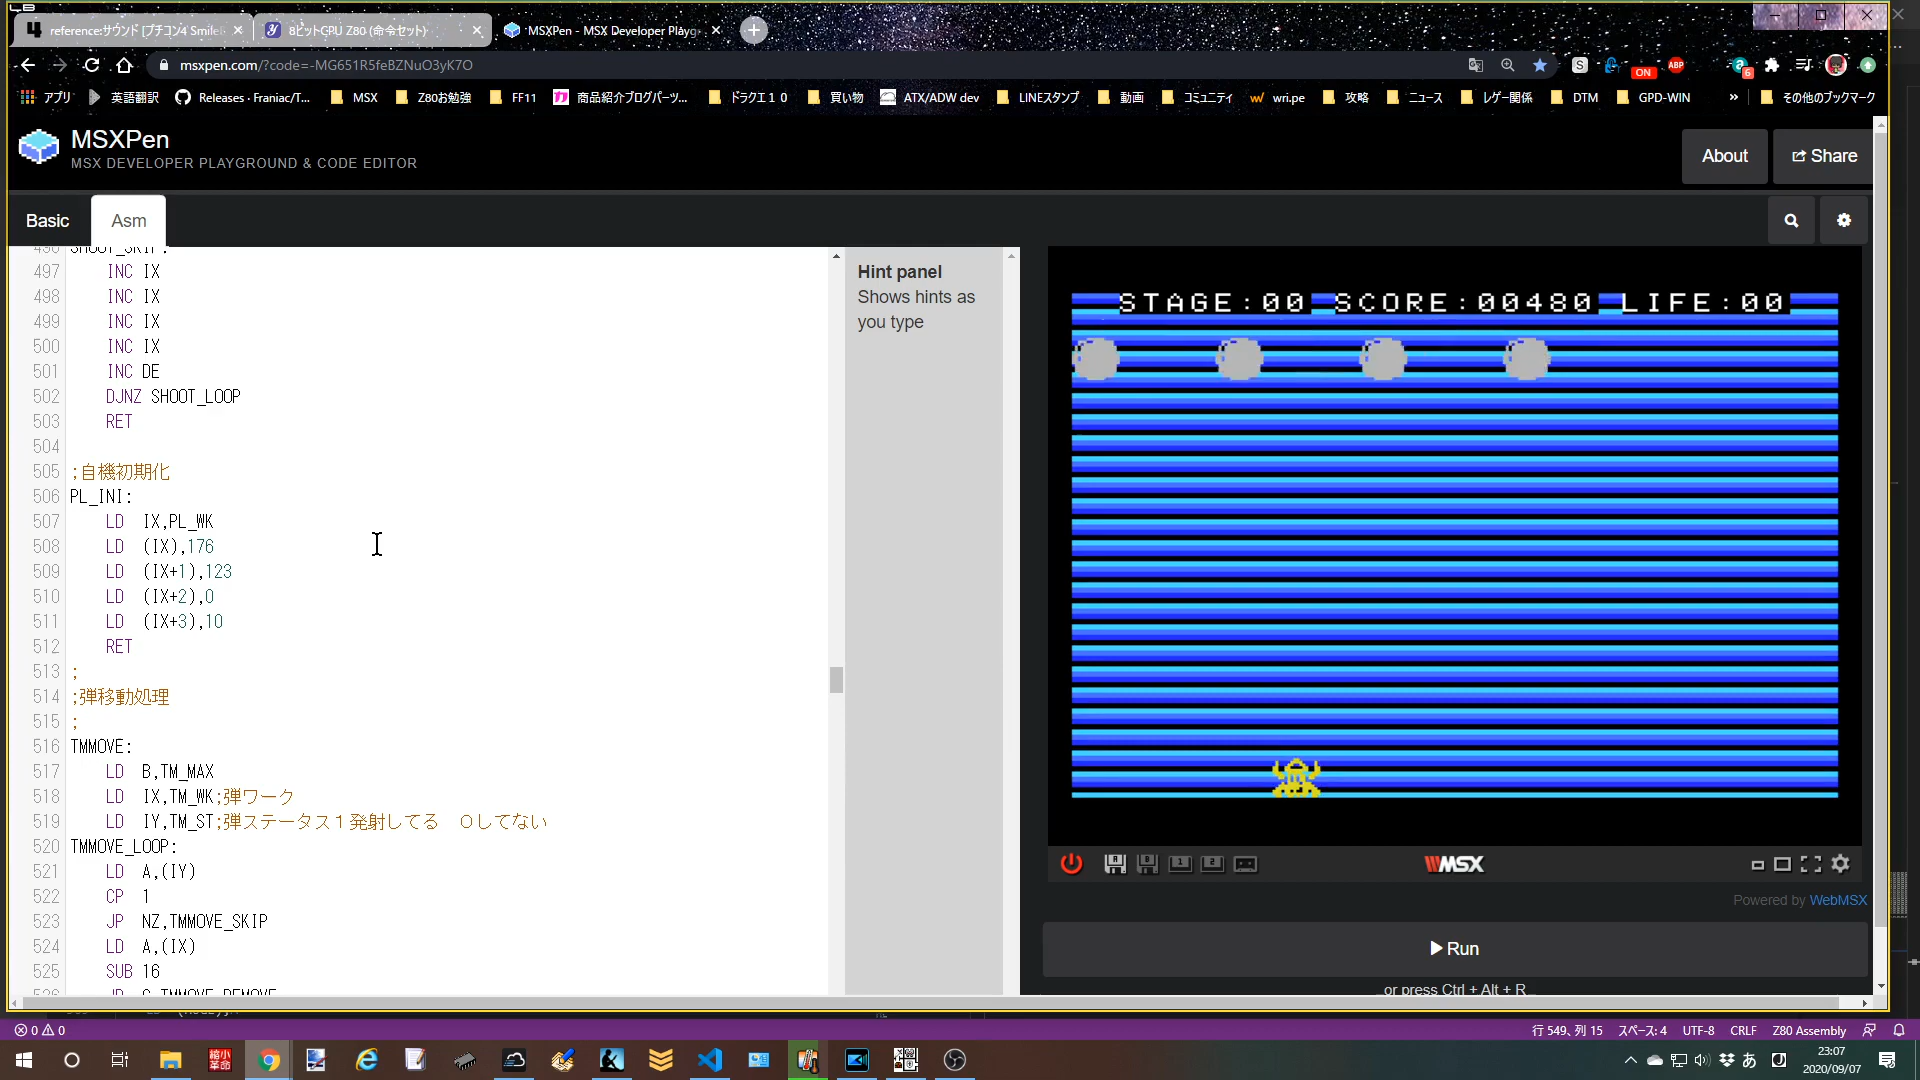 reference:サウンド [プチコン4 Smile
8ビットCPU Z80 (命令セット)
MSXPen - MSX Developer Playg
msxpen.com/?code=-MG651R5feBZNuO3yK7O
ON
ABP
6
アプリ
英語翻訳
Releases · Franiac/T...
MSX
Z80お勉強
FF11
商品紹介ブログパーツ...
ドラクエ10
買い物
ATX/ADW dev
LINEスタンプ
動画
コミュニティ
wri.pe
攻略
ニュース
レゲー関係
DTM
GPD-WIN
»
その他のブックマーク
MSXPen
MSX DEVELOPER PLAYGROUND & CODE EDITOR
About
Share
Basic
Asm
496 SHOOT_SKIP:
497 INC IX
498 INC IX
499 INC IX
500 INC IX
501 INC DE
502 DJNZ SHOOT_LOOP
503 RET
504
505 ;自機初期化
506 PL_INI:
507 LD IX,PL_WK
508 LD (IX),176
509 LD (IX+1),123
510 LD (IX+2),0
511 LD (IX+3),10
512 RET
513 ;
514 ;弾移動処理
515 ;
516 TMMOVE:
517 LD B,TM_MAX
518 LD IX,TM_WK;弾ワーク
519 LD IY,TM_ST;弾ステータス１発射してる　０してない
520 TMMOVE_LOOP:
521 LD A,(IY)
522 CP 1
523 JP NZ,TMMOVE_SKIP
524 LD A,(IX)
525 SUB 16
526 JP C,TMMOVE_REMOVE
Hint panel
Shows hints as
you type
STAGE:00 SCORE:00480 LIFE:00
MSX
Powered by WebMSX
Run
or press Ctrl + Alt + R
0 0
行 549、列 15
スペース: 4
UTF-8
CRLF
Z80 Assembly
縮小
革命
あ
23:07
2020/09/07